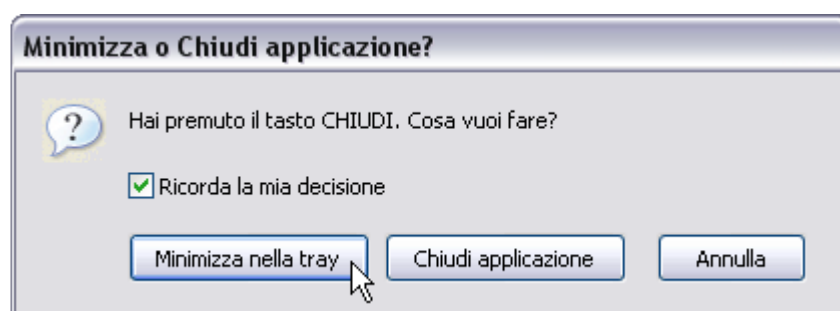 Minimizza o Chiudi applicazione?
Hai premuto il tasto CHIUDI. Cosa vuoi fare?
Ricorda la mia decisione
Minimizza nella tray Chiudi applicazione Annulla